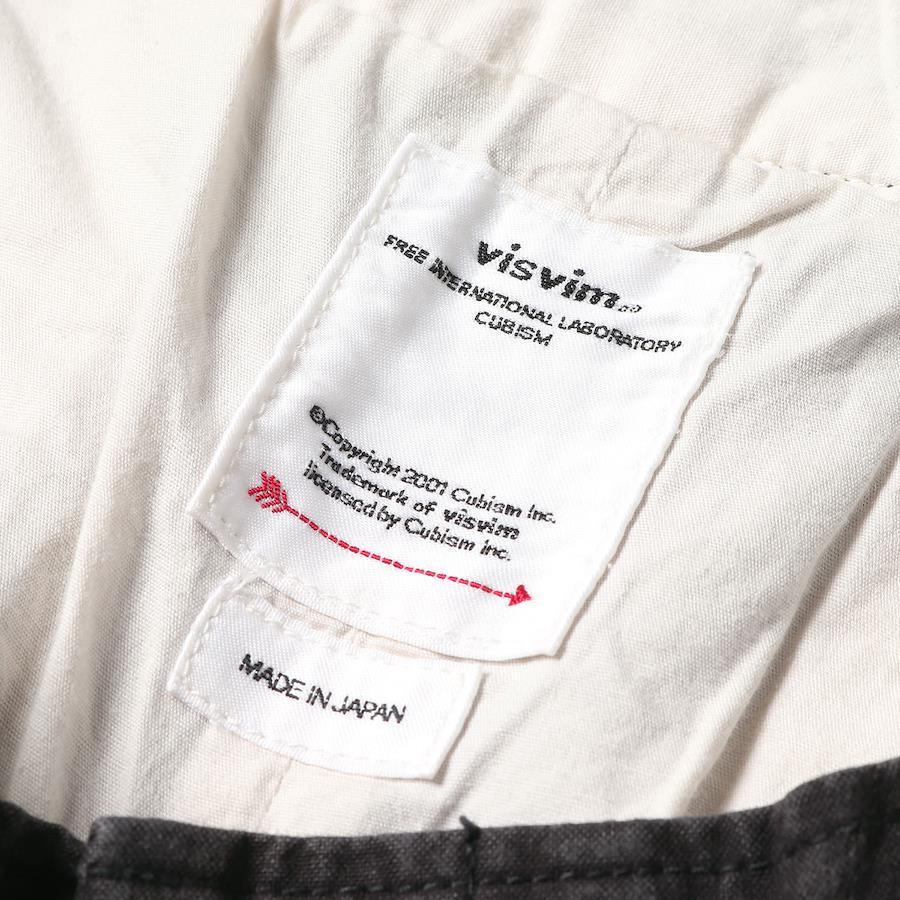 visvim
FREE INTERNATIONAL LABORATORY
CUBISM
©Copyright 2001 Cubism Inc.
Trademark of visvim
licensed by Cubism inc.
MADE IN JAPAN